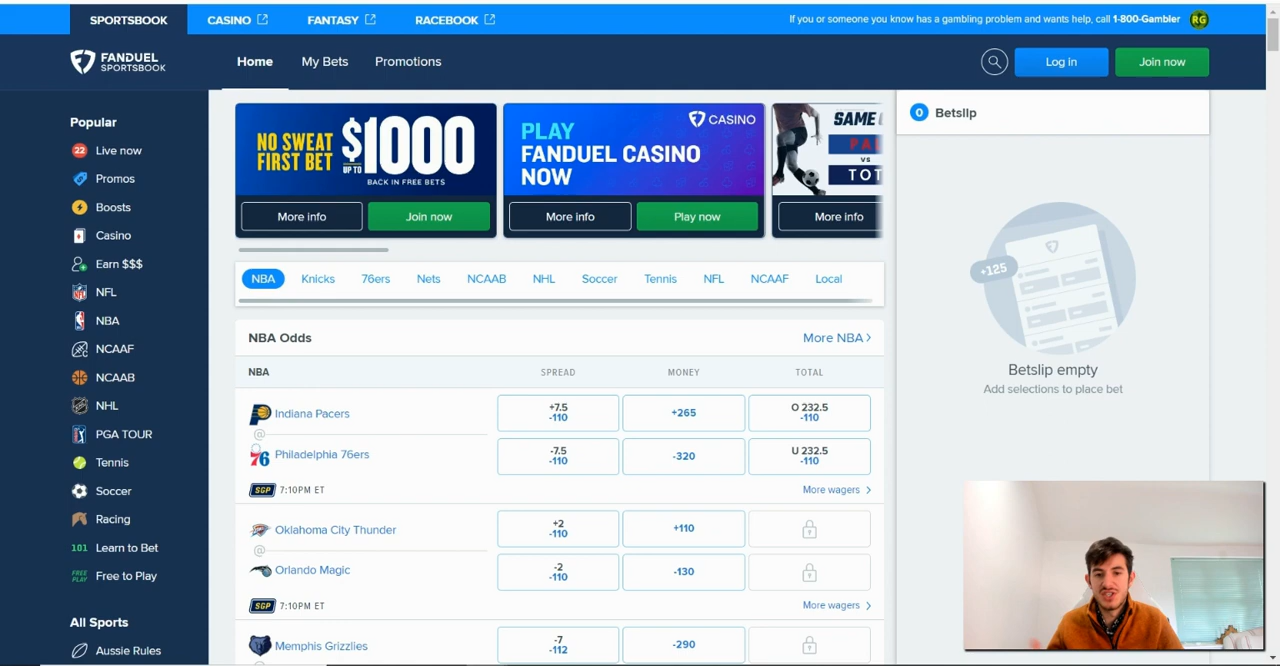 SPORTSBOOK
CASINO
FANTASY
RACEBOOK
If you or someone you know has a gambling problem and wants help, call 1-800-Gambler
RG
FANDUEL
SPORTSBOOK
Home
My Bets
Promotions
Log in
Join now
Popular
22 Live now
Promos
Boosts
Casino
Earn $$$
NFL
NBA
NCAAF
NCAAB
NHL
PGA TOUR
Tennis
Soccer
Racing
101 Learn to Bet
FREE PLAY Free to Play
All Sports
Aussie Rules
NO SWEAT
FIRST BET
UP TO $1000
BACK IN FREE BETS
More info
Join now
CASINO
PLAY
FANDUEL CASINO
NOW
More info
Play now
SAME
PAL
VS
TOT
More info
NBA Knicks 76ers Nets NCAAB NHL Soccer Tennis NFL NCAAF Local
NBA Odds
More NBA
NBA SPREAD MONEY TOTAL
Indiana Pacers
+7.5
-110
+265
O 232.5
-110
@
Philadelphia 76ers
-7.5
-110
-320
U 232.5
-110
SGP 7:10PM ET
More wagers
Oklahoma City Thunder
+2
-110
+110
@
Orlando Magic
-2
-110
-130
SGP 7:10PM ET
More wagers
Memphis Grizzlies
-7
-112
-290
0 Betslip
+125
Betslip empty
Add selections to place bet